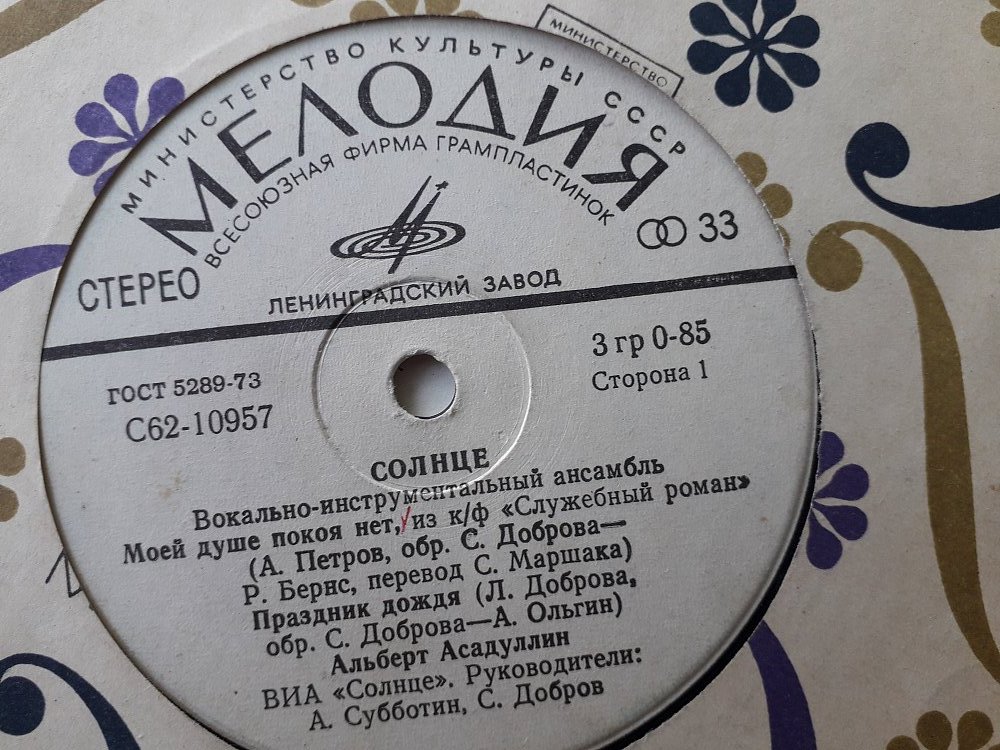 МИНИСТЕРСТВО
МИНИСТЕРСТВО КУЛЬТУРЫ СССР
МЕЛОДИЯ
ВСЕСОЮЗНАЯ ФИРМА ГРАМПЛАСТИНОК
СТЕРЕО
33
ЛЕНИНГРАДСКИЙ ЗАВОД
ГОСТ 5289-73
3 гр 0-85
С62-10957
Сторона 1
СОЛНЦЕ
Вокально-инструментальный ансамбль
Моей душе покоя нет, из к/ф «Служебный роман»
(А. Петров, обр. С. Доброва—
Р. Бернс, перевод С. Маршака)
Праздник дождя (Л. Доброва,
обр. С. Доброва—А. Ольгин)
Альберт Асадуллин
ВИА «Солнце». Руководители:
А. Субботин, С. Добров